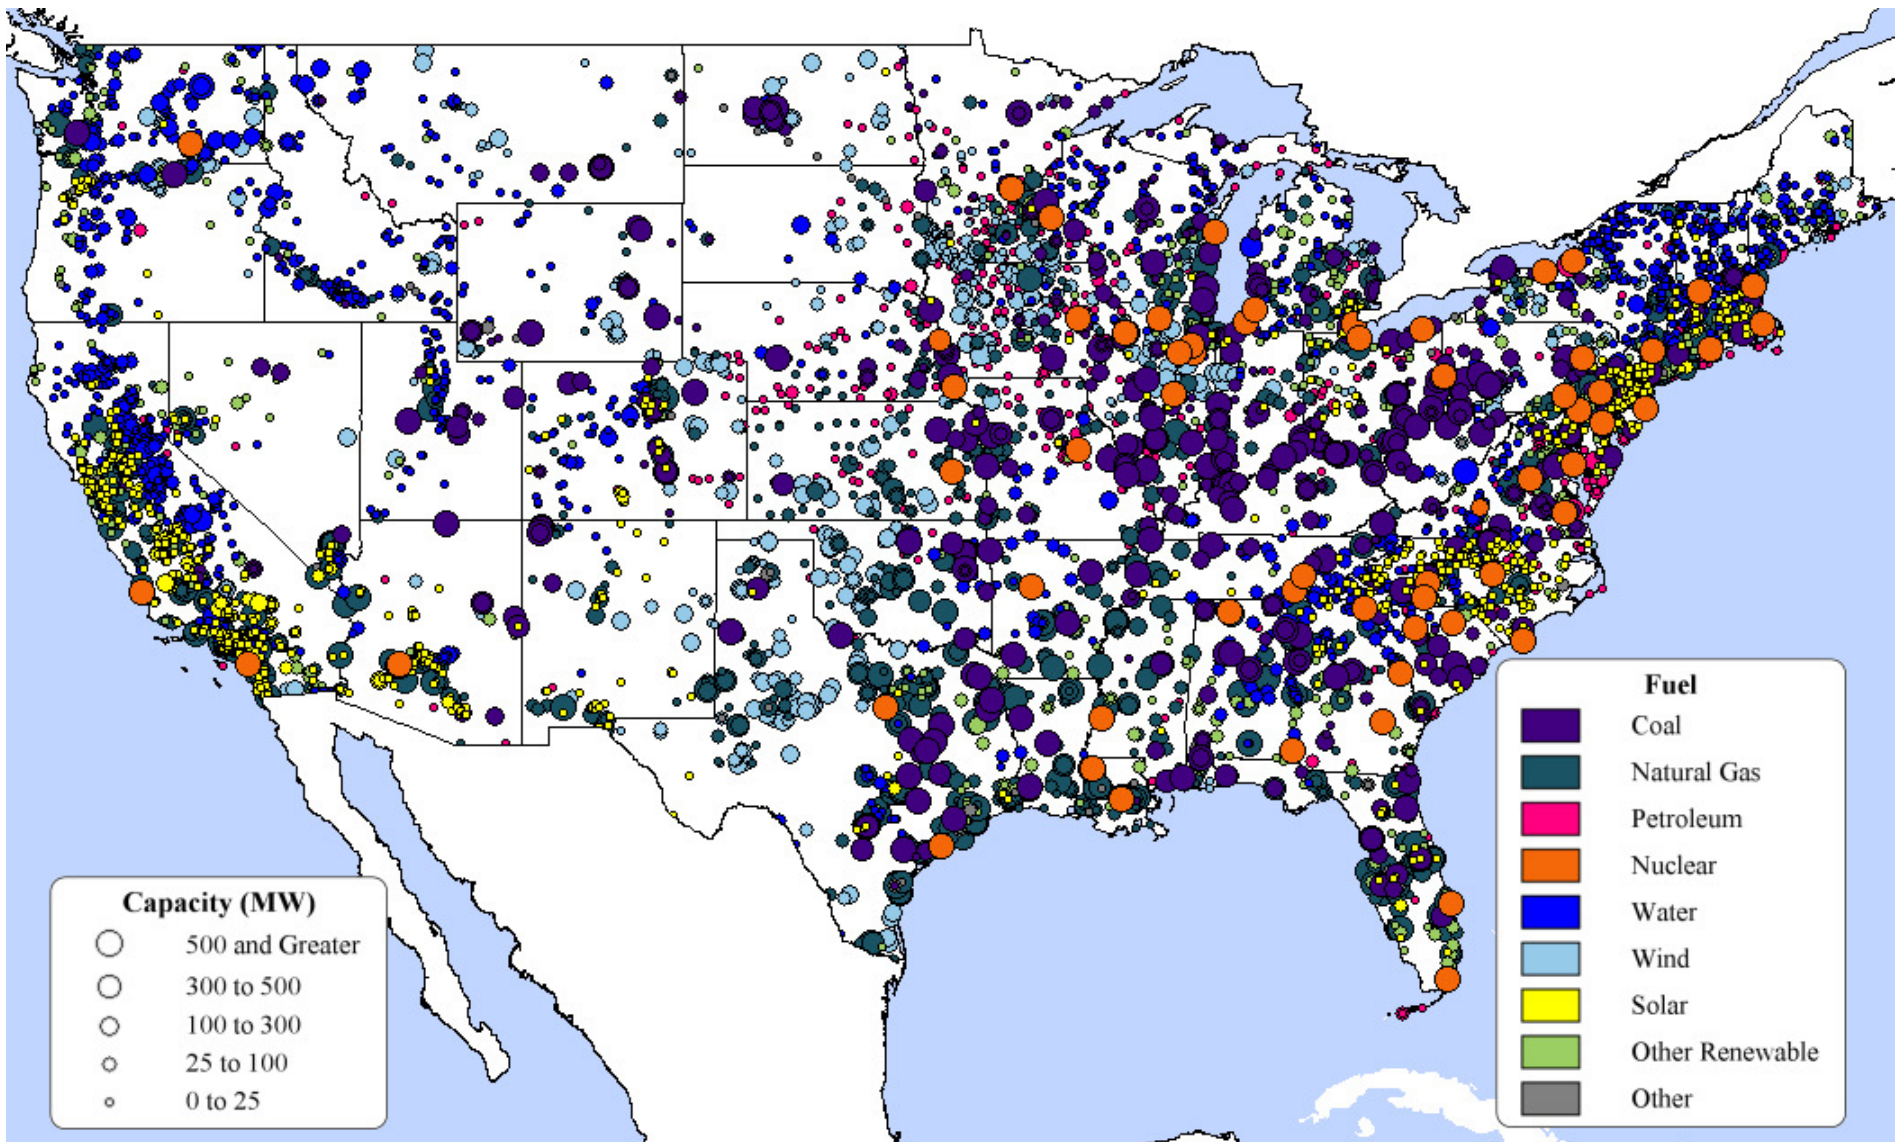 Capacity (MW)
500 and Greater
300 to 500
100 to 300
25 to 100
0 to 25
Fuel
Coal
Natural Gas
Petroleum
Nuclear
Water
Wind
Solar
Other Renewable
Other